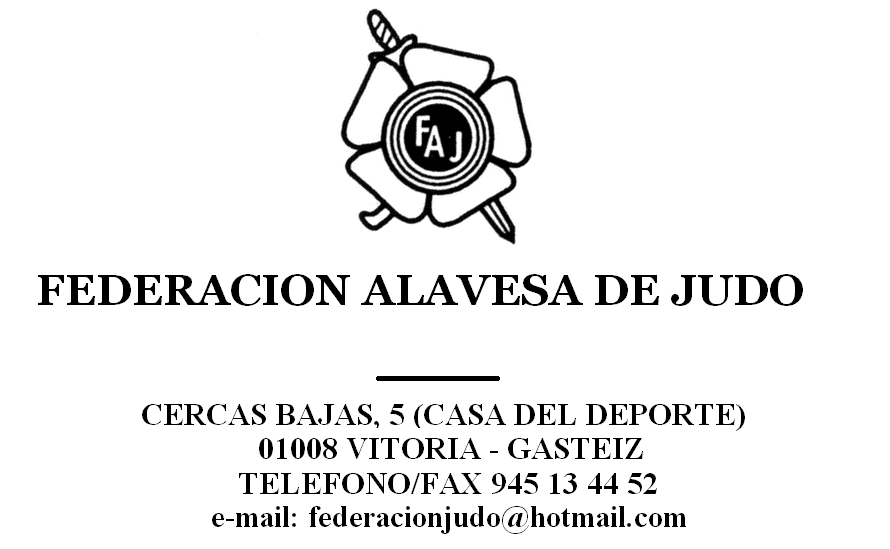 FAJ
FEDERACION ALAVESA DE JUDO
CERCAS BAJAS, 5 (CASA DEL DEPORTE)
01008 VITORIA - GASTEIZ
TELEFONO/FAX 945 13 44 52
e-mail: federacionjudo@hotmail.com